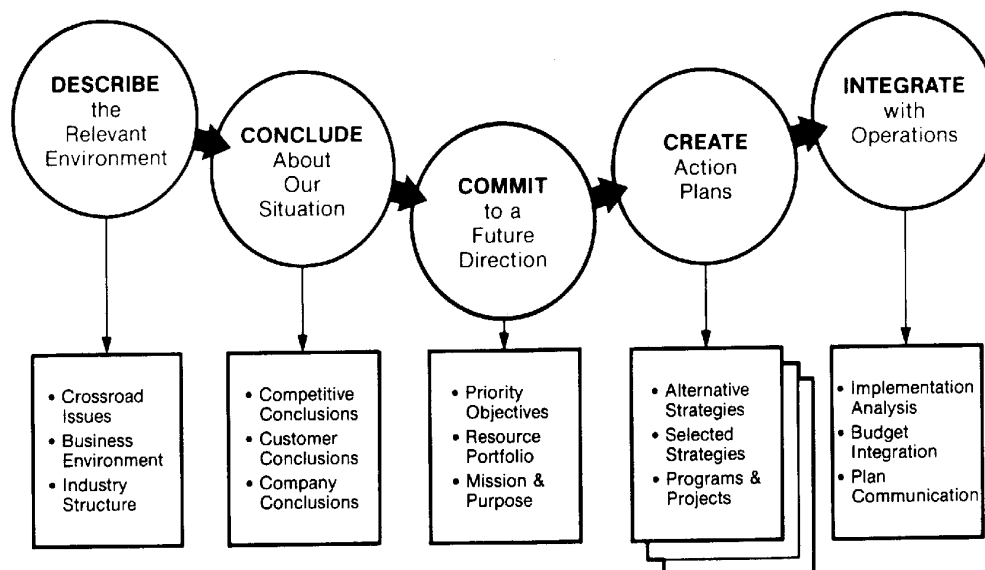 DESCRIBE
the
Relevant
Environment
CONCLUDE
About
Our
Situation
COMMIT
to a
Future
Direction
CREATE
Action
Plans
INTEGRATE
with
Operations
• Crossroad
Issues
• Business
Environment
• Industry
Structure
• Competitive
Conclusions
• Customer
Conclusions
• Company
Conclusions
• Priority
Objectives
• Resource
Portfolio
• Mission &
Purpose
• Alternative
Strategies
• Selected
Strategies
• Programs &
Projects
• Implementation
Analysis
• Budget
Integration
• Plan
Communication